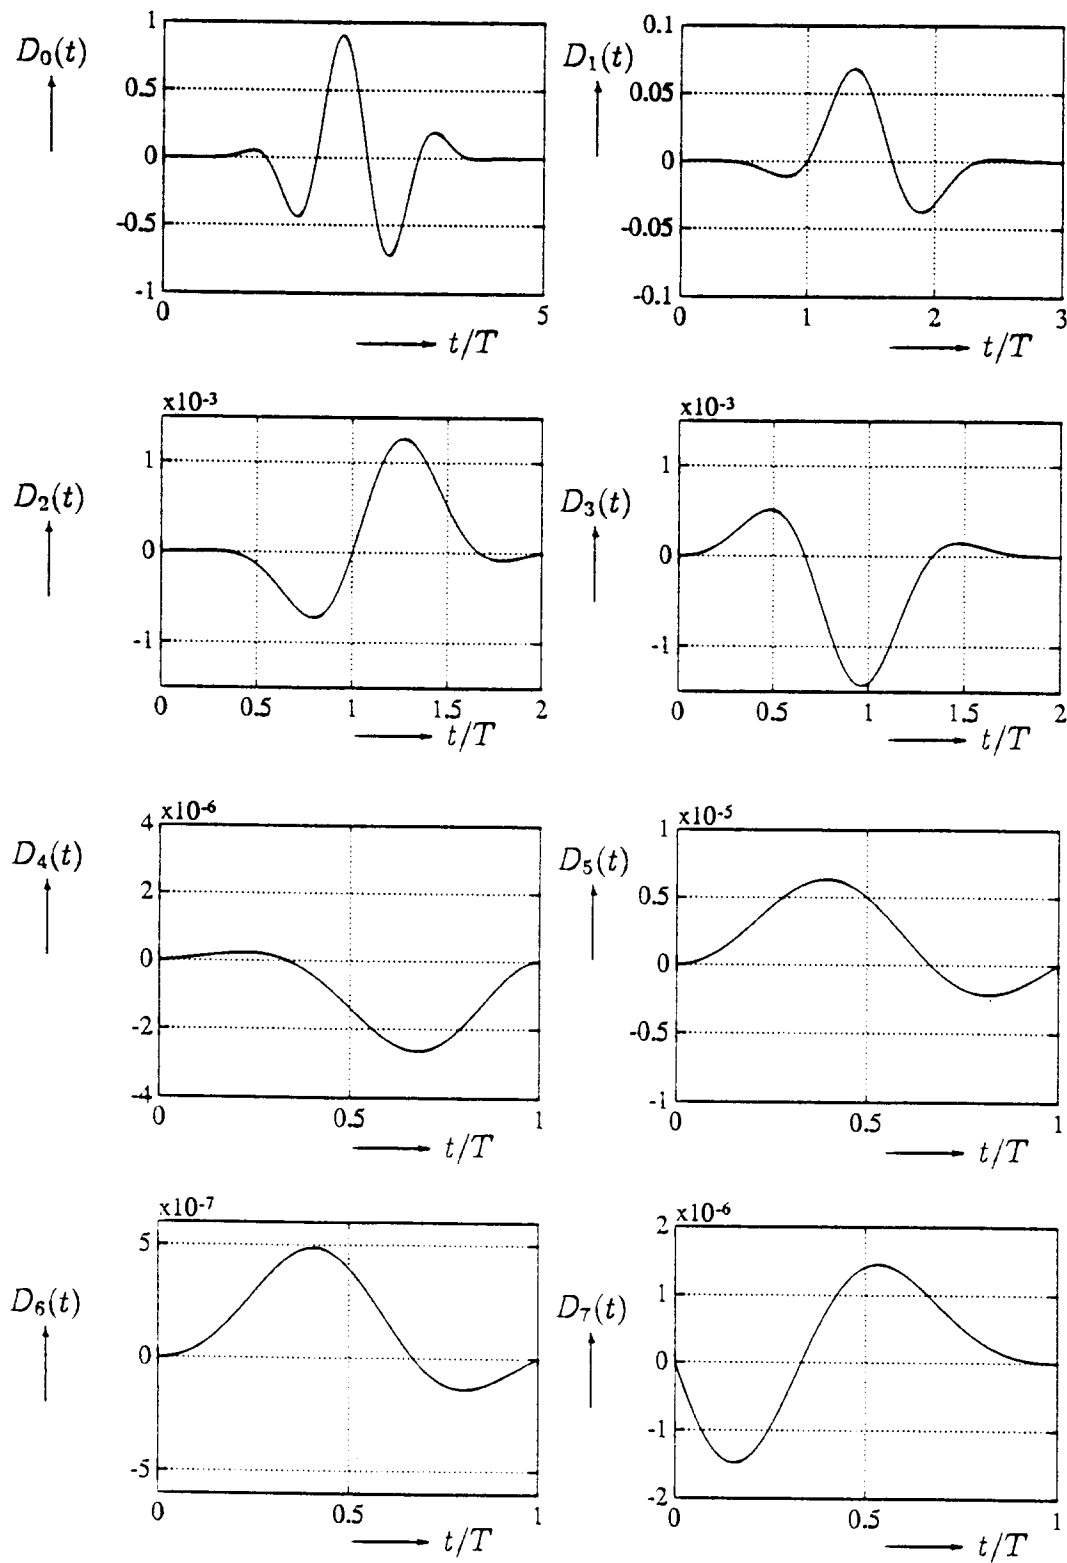 D₀(t)
1
0.5
0
-0.5
-1
0
5
t/T
D₁(t)
0.1
0.05
0
-0.05
-0.1
0
1
2
3
t/T
D₂(t)
x10⁻³
1
0
-1
0
0.5
1
1.5
2
t/T
D₃(t)
x10⁻³
1
0
-1
0
0.5
1
1.5
2
t/T
D₄(t)
x10⁻⁶
4
2
0
-2
-4
0
0.5
1
t/T
D₅(t)
x10⁻⁵
1
0.5
0
-0.5
-1
0
0.5
1
t/T
D₆(t)
x10⁻⁷
5
0
-5
0
0.5
1
t/T
D₇(t)
x10⁻⁶
2
1
0
-1
-2
0
0.5
1
t/T